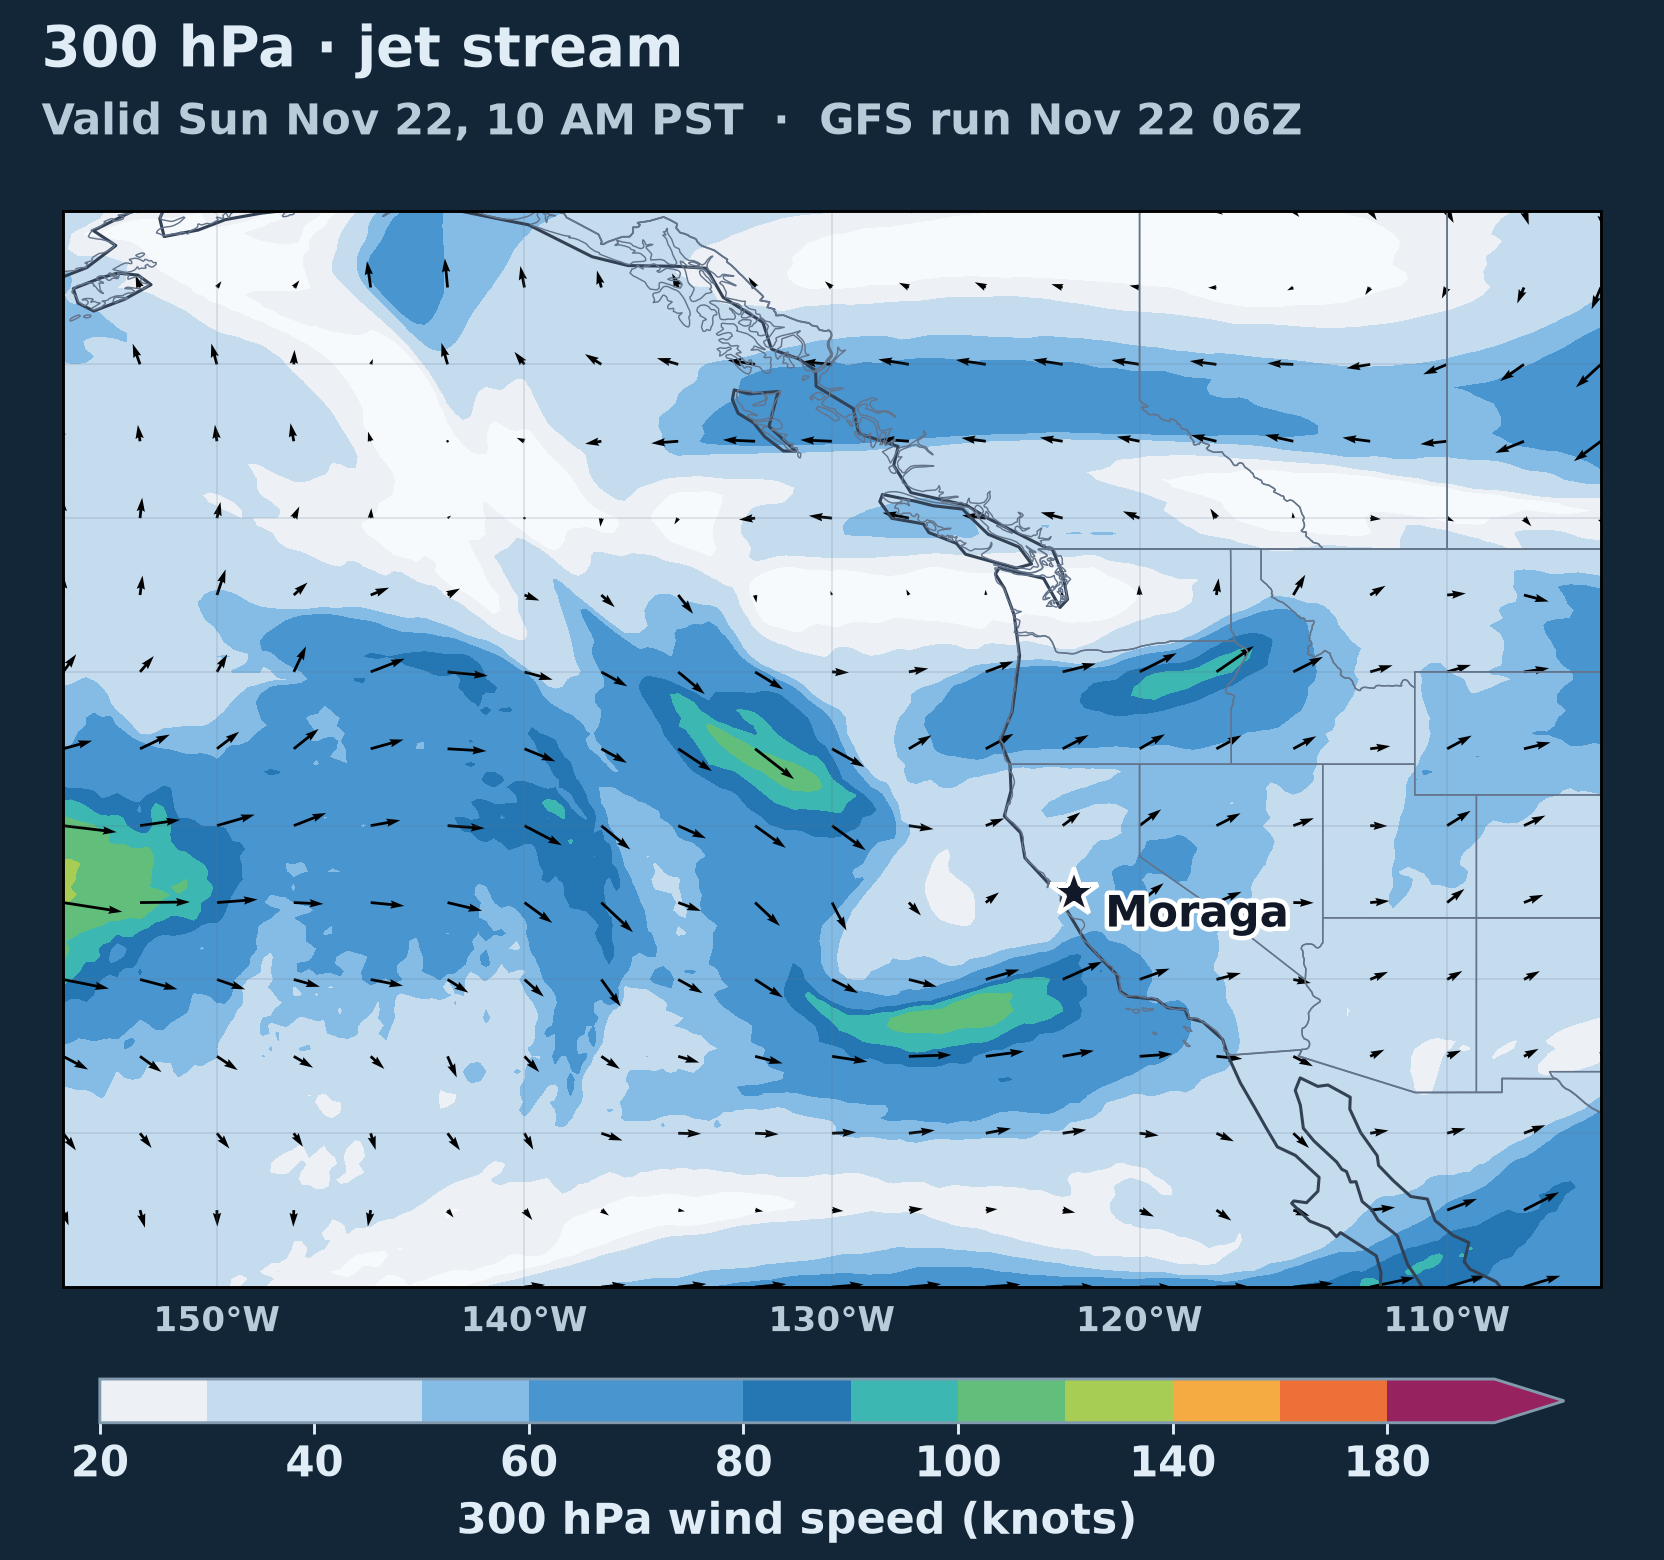 300 hPa · jet stream
Valid Sun Nov 22, 10 AM PST · GFS run Nov 22 06Z
Moraga
150°W 140°W 130°W 120°W 110°W
20 40 60 80 100 140 180
300 hPa wind speed (knots)